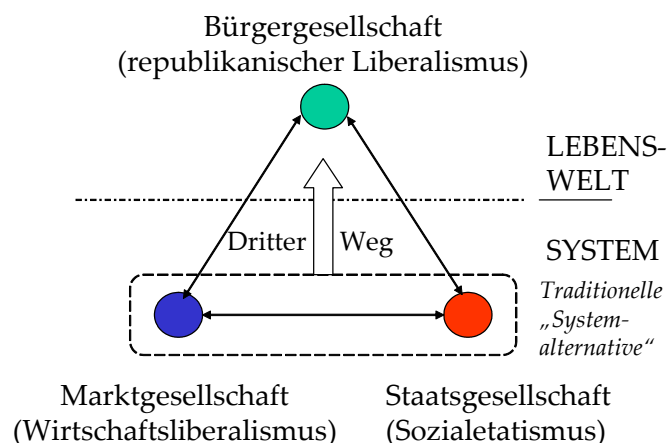 Bürgergesellschaft
(republikanischer Liberalismus)
LEBENS-
WELT
Dritter Weg
SYSTEM
Traditionelle
„System-
alternative“
Marktgesellschaft
(Wirtschaftsliberalismus)
Staatsgesellschaft
(Sozialetatismus)